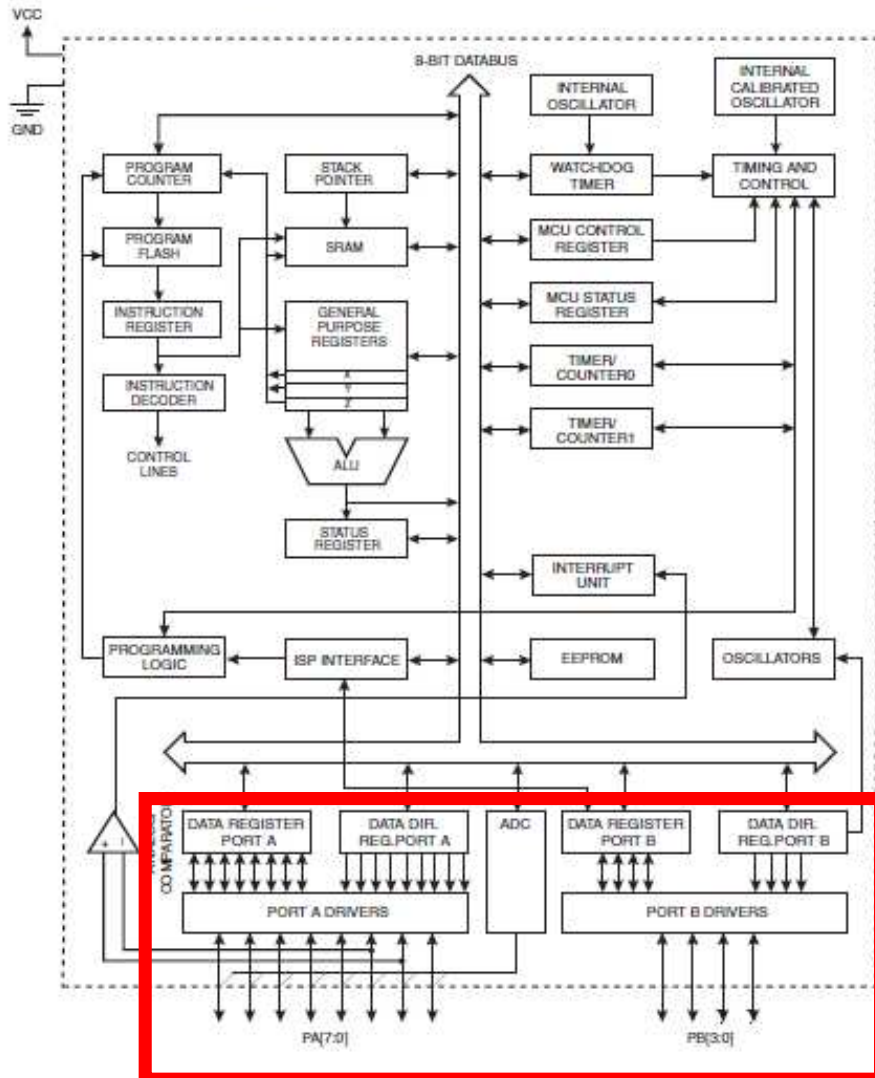 VCC
GND
8-BIT DATABUS
INTERNAL
OSCILLATOR
INTERNAL
CALIBRATED
OSCILLATOR
PROGRAM
COUNTER
STACK
POINTER
WATCHDOG
TIMER
TIMING AND
CONTROL
PROGRAM
FLASH
SRAM
MCU CONTROL
REGISTER
INSTRUCTION
REGISTER
GENERAL
PURPOSE
REGISTERS
X
Y
Z
MCU STATUS
REGISTER
INSTRUCTION
DECODER
TIMER/
COUNTER0
CONTROL
LINES
ALU
TIMER/
COUNTER1
STATUS
REGISTER
INTERRUPT
UNIT
PROGRAMMING
LOGIC
ISP INTERFACE
EEPROM
OSCILLATORS
+ –
COMPARATO
DATA REGISTER
PORT A
DATA DIR.
REG.PORT A
ADC
DATA REGISTER
PORT B
DATA DIR.
REG.PORT B
PORT A DRIVERS
PORT B DRIVERS
PA[7:0]
PB[3:0]